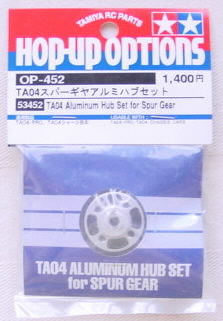 TAMIYA RC PARTS
HOP-UP OPTIONS
OP-452
1,400円
TA04スパーギヤアルミハブセット
53452 TA04 Aluminum Hub Set for Spur Gear
USABLE WITH
TA04 ALUMINUM HUB SET
for SPUR GEAR